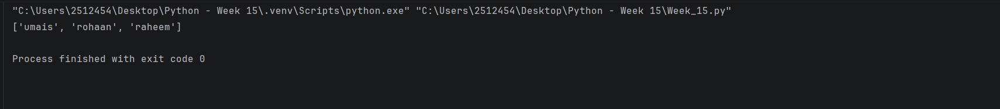 "C:\Users\2512454\Desktop\Python - Week 15\.venv\Scripts\python.exe" "C:\Users\2512454\Desktop\Python - Week 15\Week_15.py"
['umais', 'rohaan', 'raheem']
Process finished with exit code 0